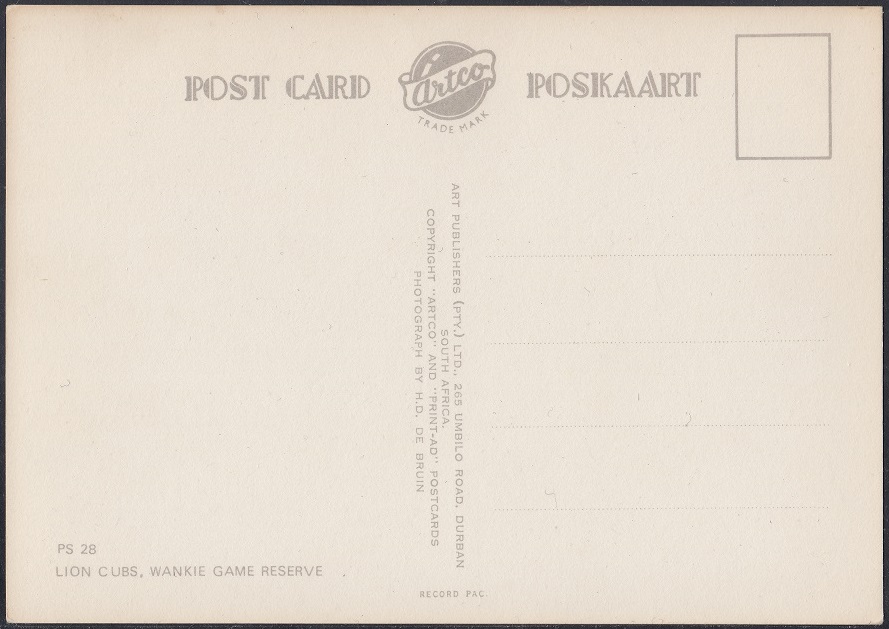 POST CARD
Artco
TRADE MARK
POSKAART
ART PUBLISHERS (PTY.) LTD., 265 UMBILO ROAD, DURBAN
SOUTH AFRICA.
COPYRIGHT "ARTCO" AND "PRINT-AD" POSTCARDS
PHOTOGRAPH BY H.D. DE BRUIN
PS 28
LION CUBS, WANKIE GAME RESERVE
RECORD PAC.